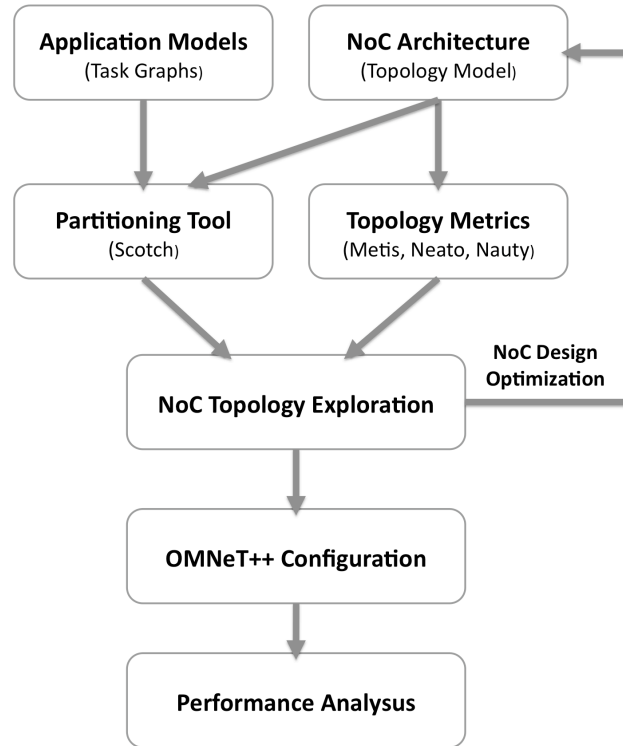 Application Models
(Task Graphs)
NoC Architecture
(Topology Model)
Partitioning Tool
(Scotch)
Topology Metrics
(Metis, Neato, Nauty)
NoC Design
Optimization
NoC Topology Exploration
OMNeT++ Configuration
Performance Analysus